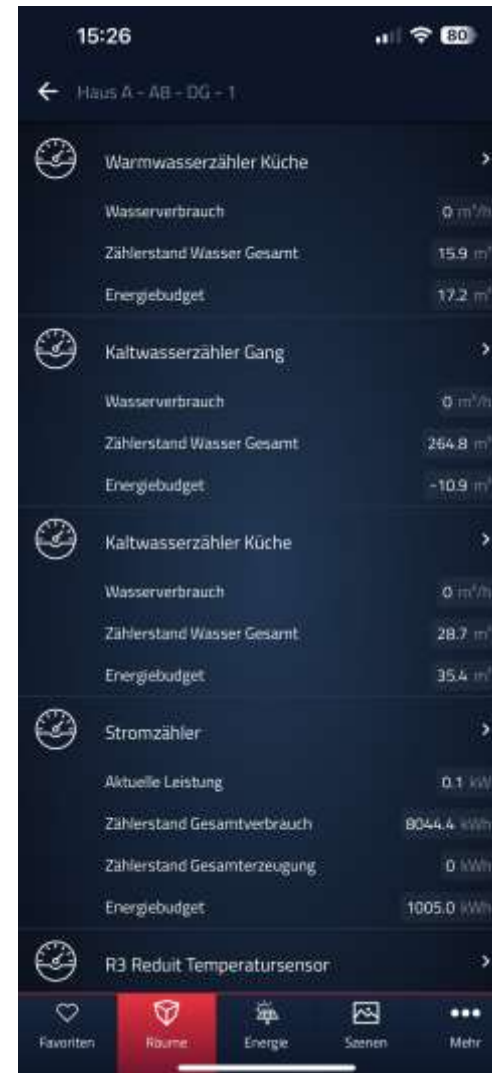 15:26
80
Haus A - AB - DG - 1
Warmwasserzähler Küche
Wasserverbrauch 0 m³/h
Zählerstand Wasser Gesamt 15.9 m³
Energiebudget 17.2 m³
Kaltwasserzähler Gang
Wasserverbrauch 0 m³/h
Zählerstand Wasser Gesamt 264.8 m³
Energiebudget -10.9 m³
Kaltwasserzähler Küche
Wasserverbrauch 0 m³/h
Zählerstand Wasser Gesamt 28.7 m³
Energiebudget 35.4 m³
Stromzähler
Aktuelle Leistung 0.1 kW
Zählerstand Gesamtverbrauch 8044.4 kWh
Zählerstand Gesamterzeugung 0 kWh
Energiebudget 1005.0 kWh
R3 Reduit Temperatursensor
Favoriten Räume Energie Szenen Mehr